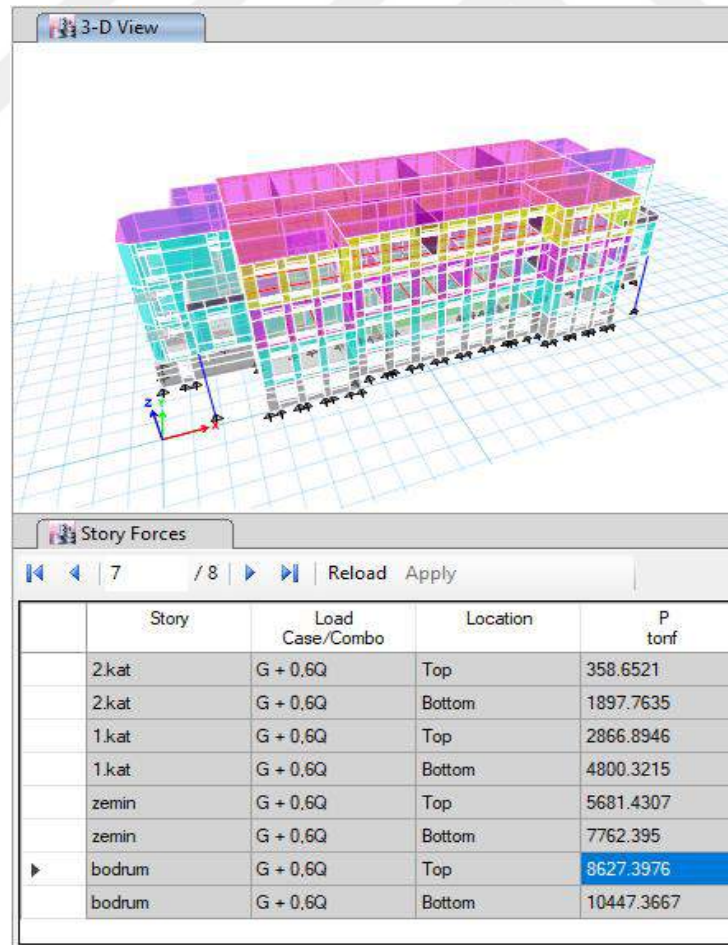 3-D View
z Y X
Story Forces
7 / 8 Reload Apply
Story Load Case/Combo Location P tonf
2.kat G + 0,6Q Top 358.6521
2.kat G + 0,6Q Bottom 1897.7635
1.kat G + 0,6Q Top 2866.8946
1.kat G + 0,6Q Bottom 4800.3215
zemin G + 0,6Q Top 5681.4307
zemin G + 0,6Q Bottom 7762.395
bodrum G + 0,6Q Top 8627.3976
bodrum G + 0,6Q Bottom 10447.3667